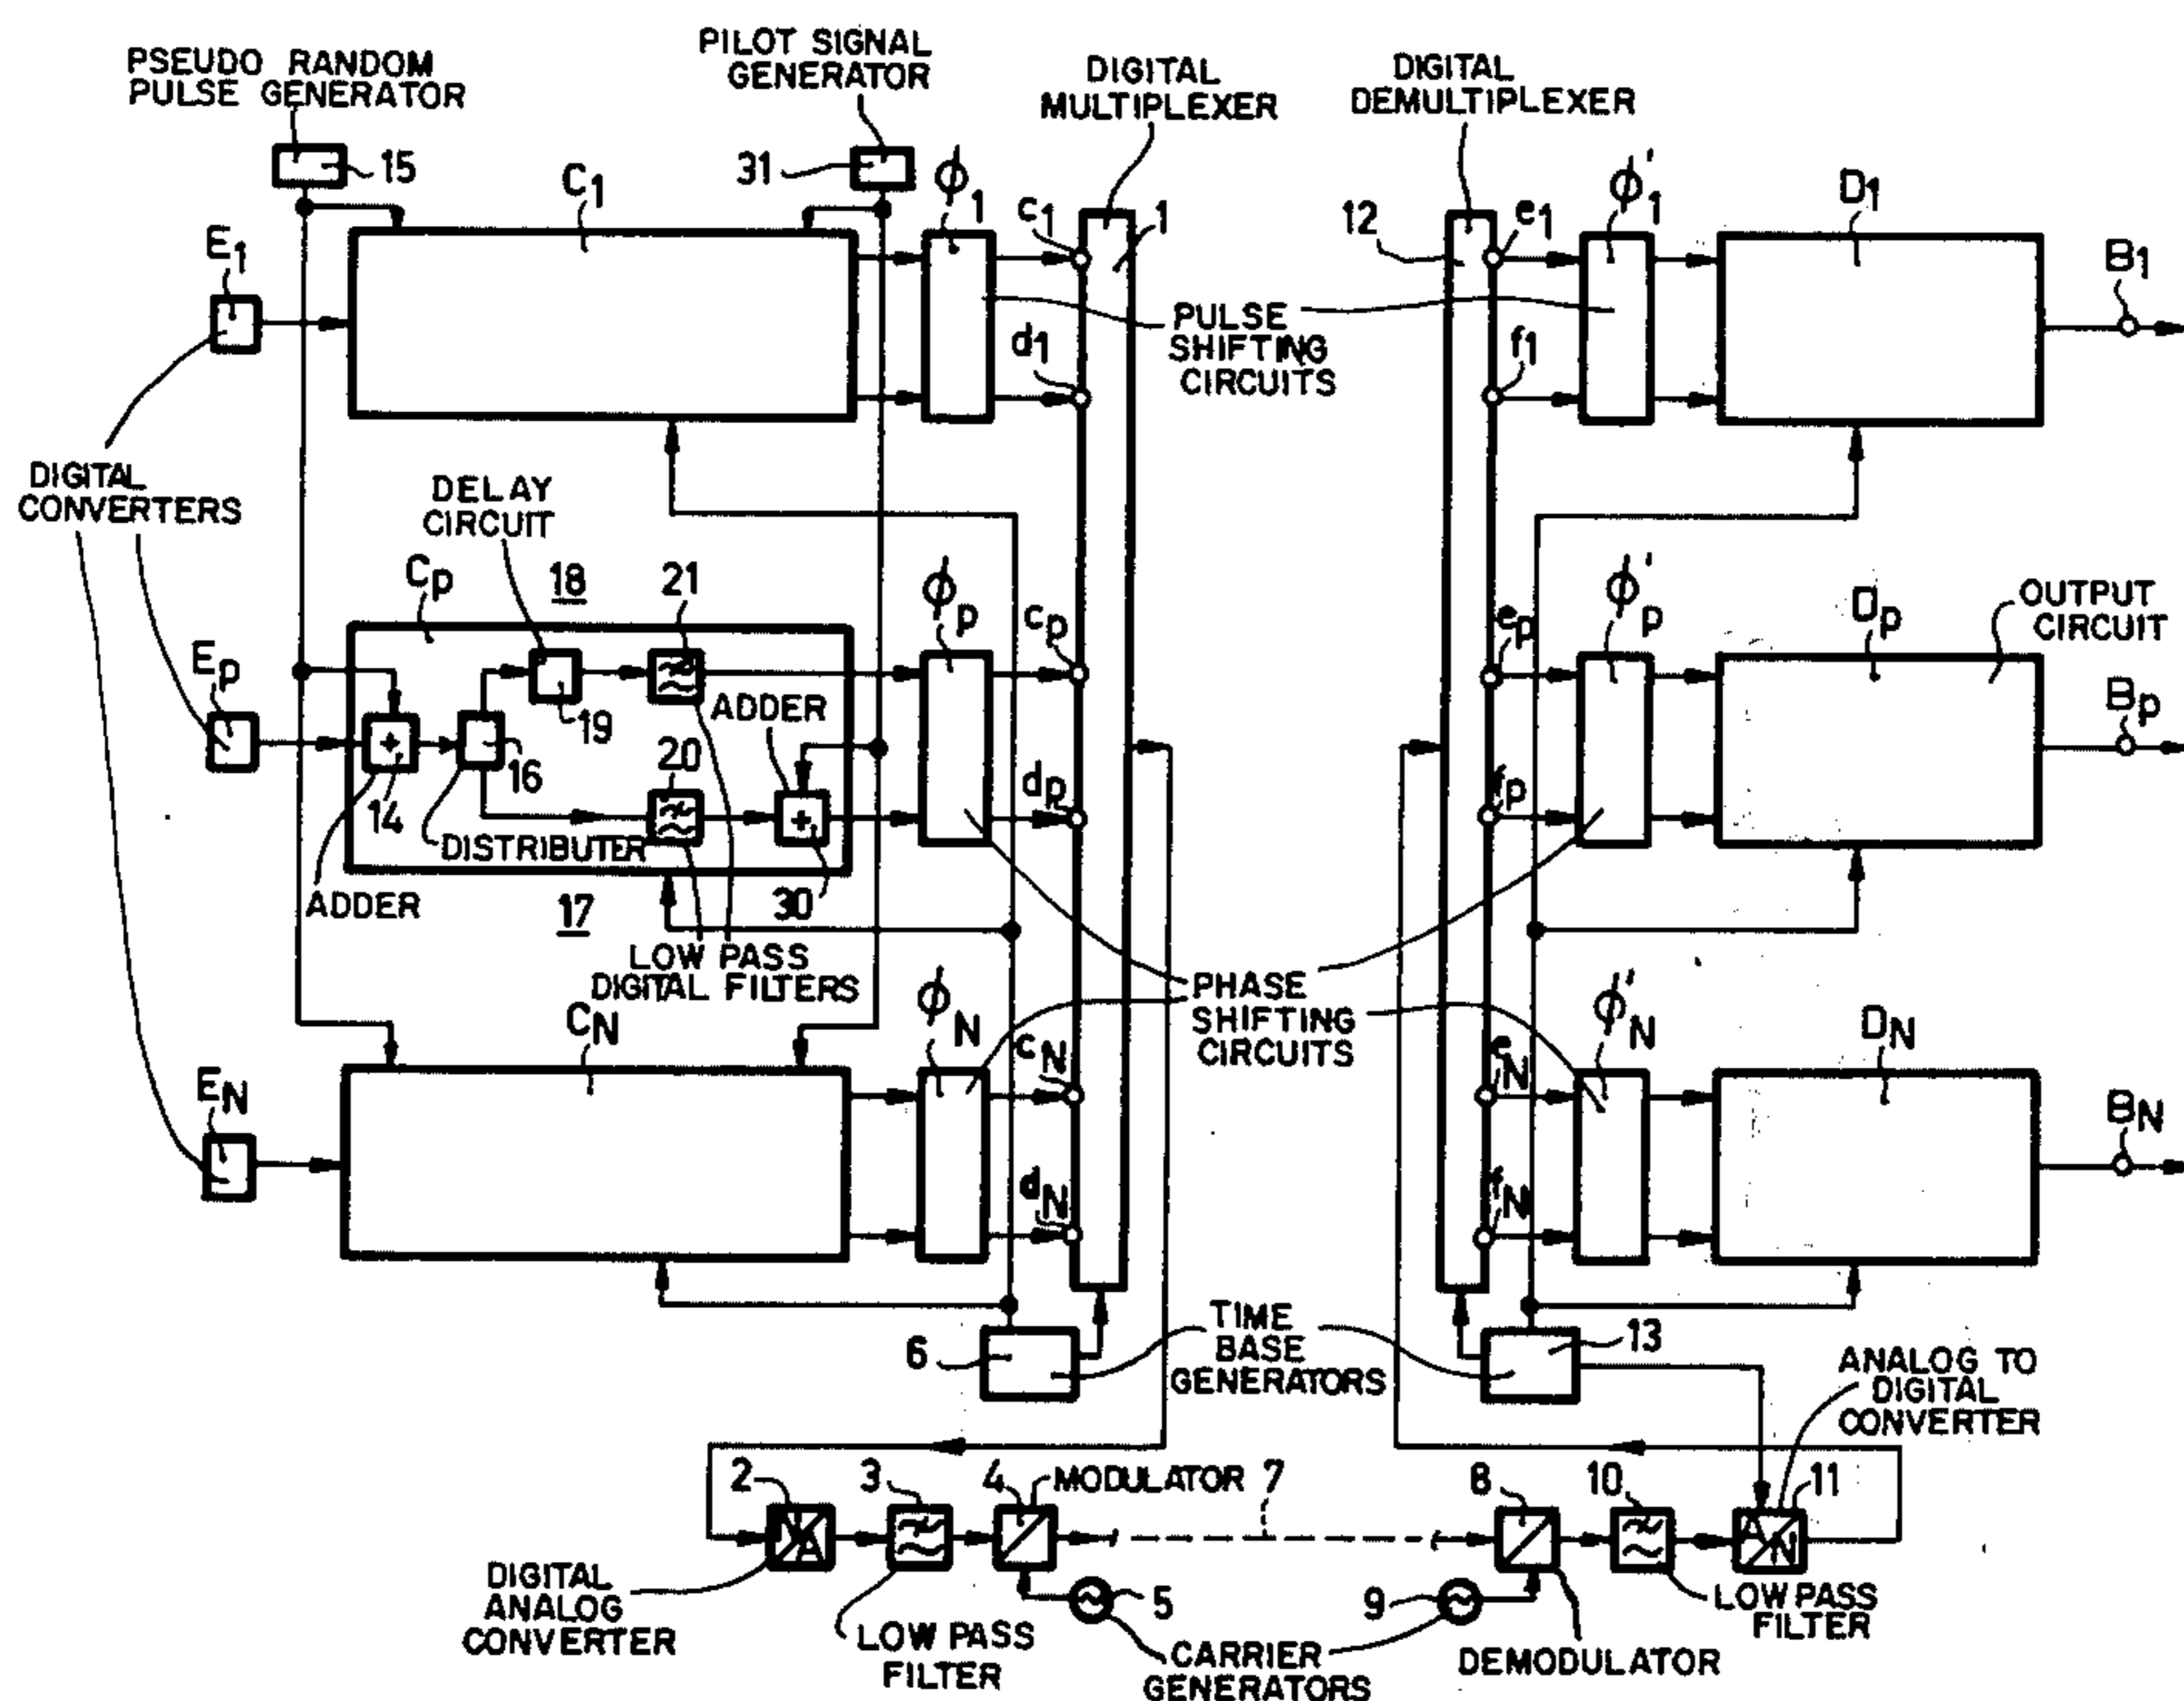 PSEUDO RANDOM
PULSE GENERATOR
PILOT SIGNAL
GENERATOR
DIGITAL
MULTIPLEXER
DIGITAL
DEMULTIPLEXER
15
31
C1
ϕ1
c1
1
12
e1
ϕ'1
D1
E1
B1
PULSE
SHIFTING
CIRCUITS
d1
f1
DIGITAL
CONVERTERS
DELAY
CIRCUIT
Cp
18
21
ϕp
cp
ep
ϕ'p
Dp
OUTPUT
CIRCUIT
Ep
19
ADDER
Bp
+
14
16
20
dp
fp
+
DISTRIBUTER
ADDER
17
30
LOW PASS
DIGITAL FILTERS
PHASE
SHIFTING
CIRCUITS
CN
ϕN
cN
eN
ϕ'N
DN
EN
BN
dN
fN
6
TIME
BASE
GENERATORS
13
ANALOG TO
DIGITAL
CONVERTER
2
3
4
MODULATOR
7
8
10
11
N/A
A/N
DIGITAL
ANALOG
CONVERTER
LOW PASS
FILTER
5
CARRIER
GENERATORS
9
DEMODULATOR
LOW PASS
FILTER